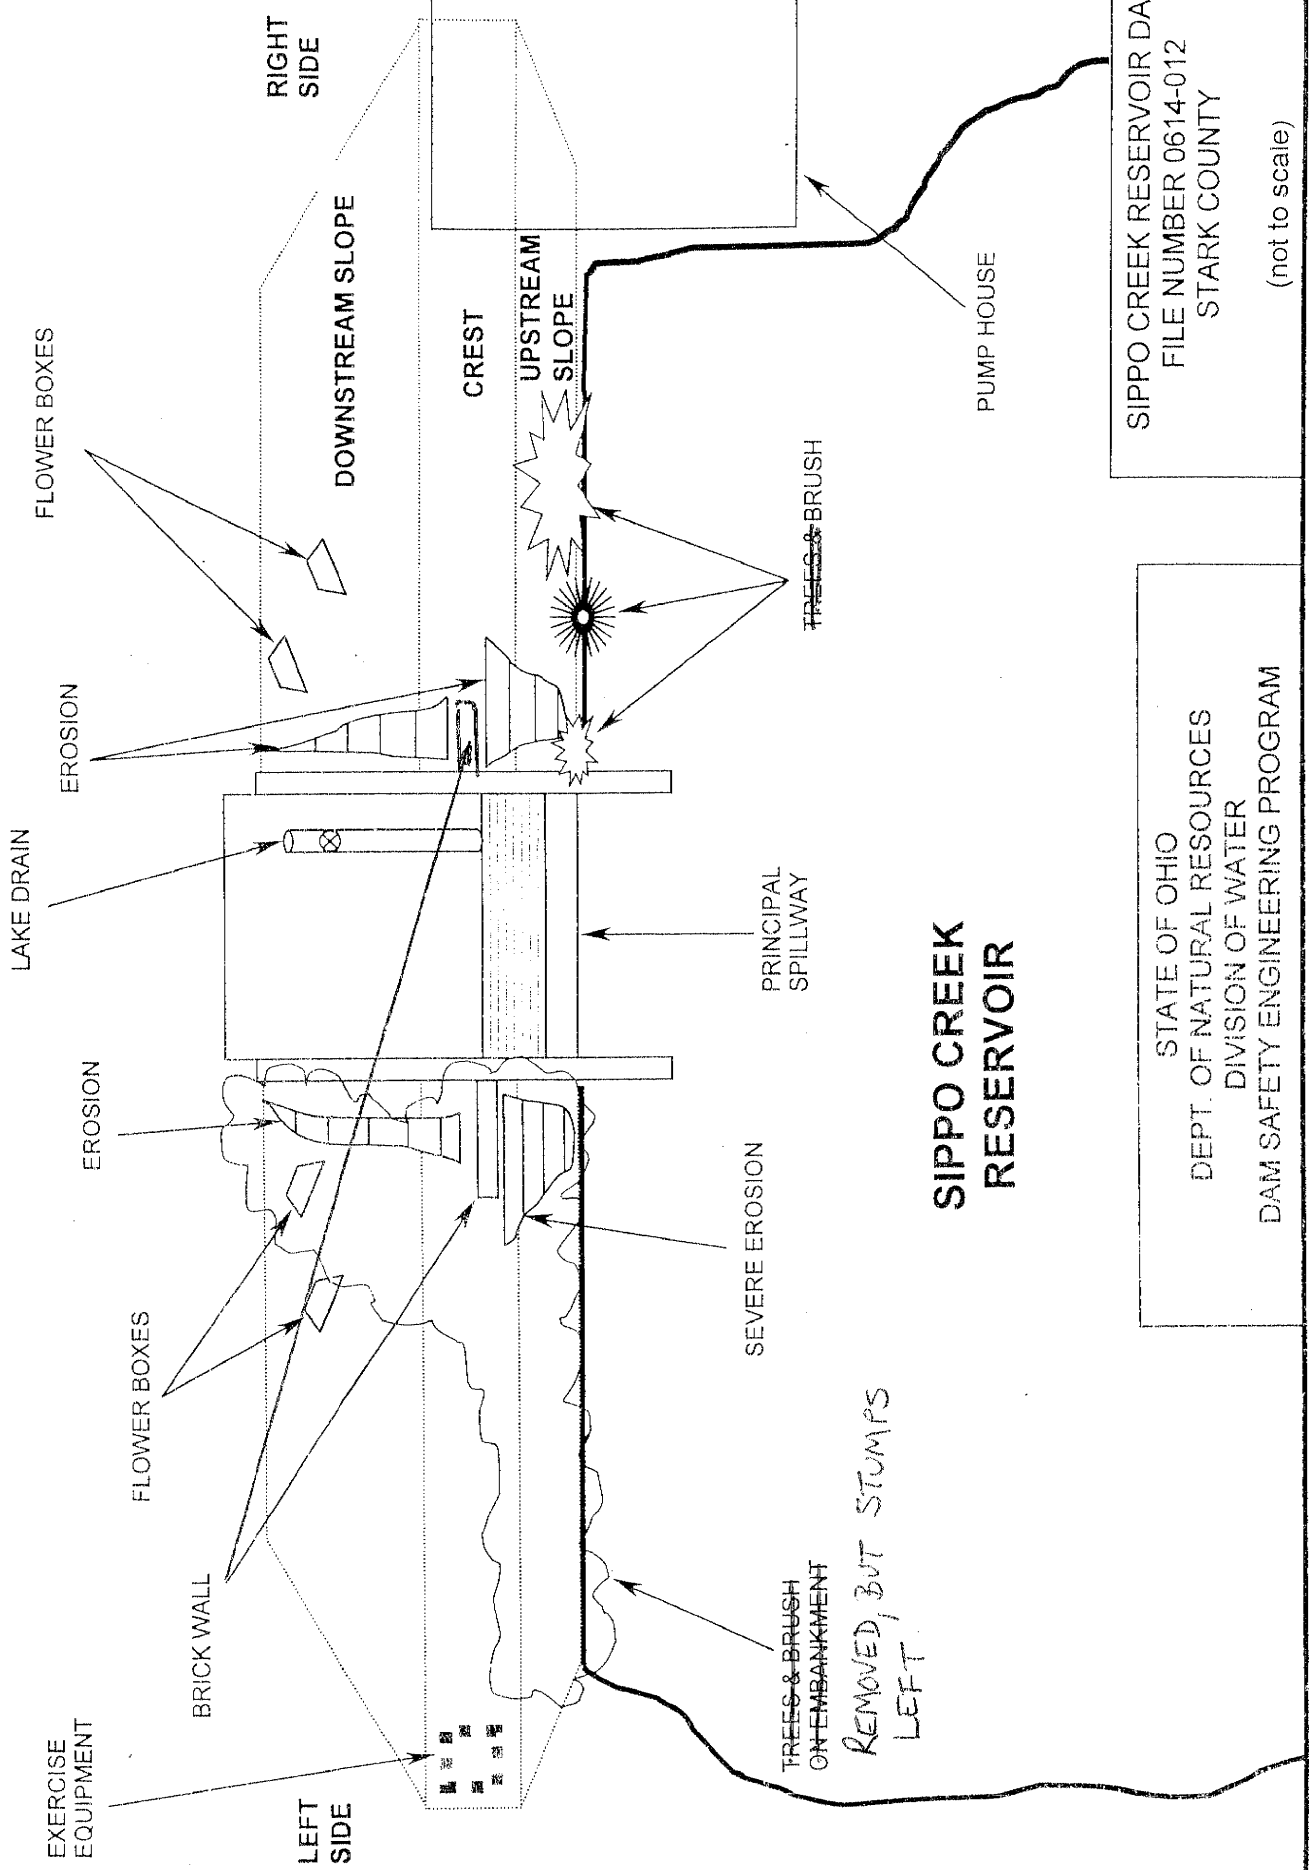 EXERCISE
EQUIPMENT
LEFT
SIDE
BRICK WALL
FLOWER BOXES
EROSION
LAKE DRAIN
EROSION
FLOWER BOXES
RIGHT
SIDE
DOWNSTREAM SLOPE
CREST
UPSTREAM
SLOPE
TREES & BRUSH
ON EMBANKMENT
REMOVED, BUT STUMPS
LEFT
SEVERE EROSION
PRINCIPAL
SPILLWAY
TREES & BRUSH
PUMP HOUSE
SIPPO CREEK
RESERVOIR
STATE OF OHIO
DEPT. OF NATURAL RESOURCES
DIVISION OF WATER
DAM SAFETY ENGINEERING PROGRAM
SIPPO CREEK RESERVOIR DA
FILE NUMBER 0614-012
STARK COUNTY
(not to scale)